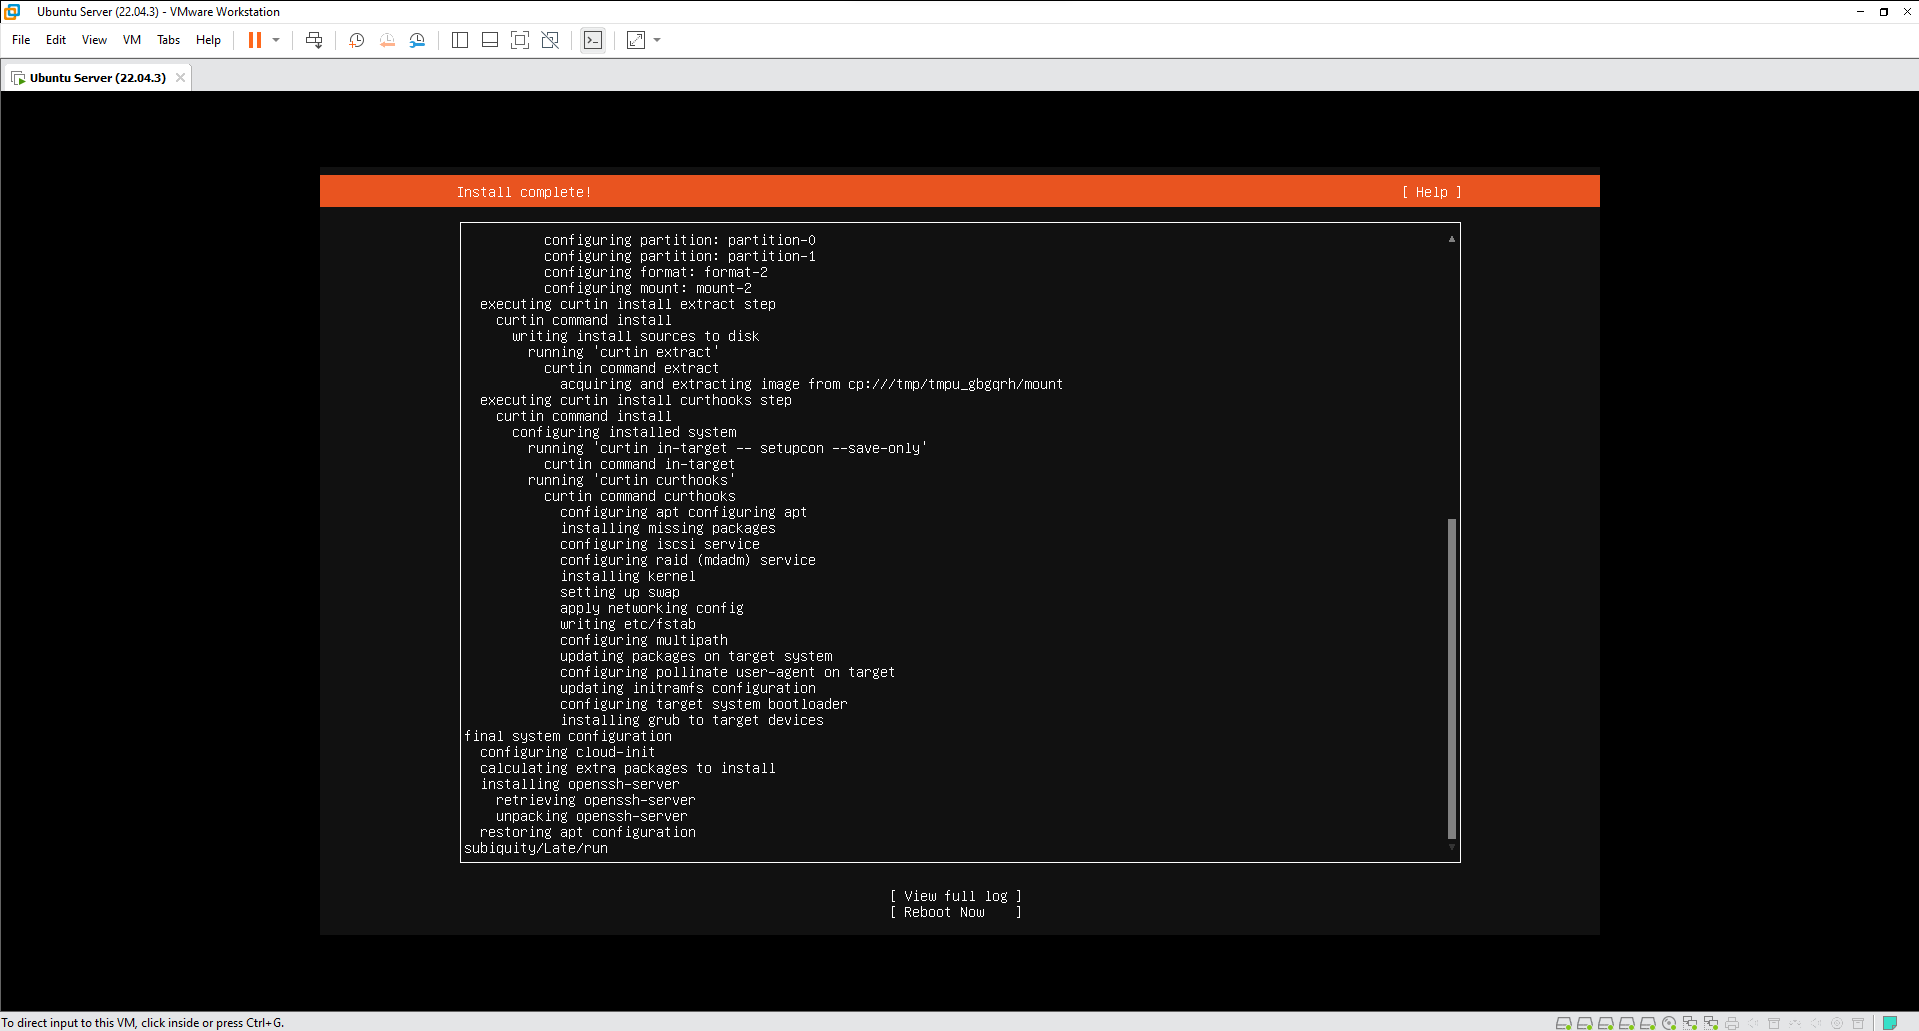 Ubuntu Server (22.04.3) - VMware Workstation
File Edit View VM Tabs Help
Ubuntu Server (22.04.3)
Install complete! [ Help ]
configuring partition: partition-0
configuring partition: partition-1
configuring format: format-2
configuring mount: mount-2
executing curtin install extract step
curtin command install
writing install sources to disk
running 'curtin extract'
curtin command extract
acquiring and extracting image from cp:///tmp/tmpu_gbgqrh/mount
executing curtin install curthooks step
curtin command install
configuring installed system
running 'curtin in-target -- setupcon --save-only'
curtin command in-target
running 'curtin curthooks'
curtin command curthooks
configuring apt configuring apt
installing missing packages
configuring iscsi service
configuring raid (mdadm) service
installing kernel
setting up swap
apply networking config
writing etc/fstab
configuring multipath
updating packages on target system
configuring pollinate user-agent on target
updating initramfs configuration
configuring target system bootloader
installing grub to target devices
final system configuration
configuring cloud-init
calculating extra packages to install
installing openssh-server
retrieving openssh-server
unpacking openssh-server
restoring apt configuration
subiquity/Late/run
[ View full log ]
[ Reboot Now ]
To direct input to this VM, click inside or press Ctrl+G.